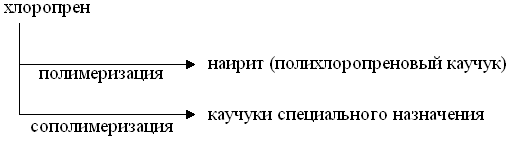 хлоропрен
наирит (полихлоропреновый каучук)
полимеризация
каучуки специального назначения
сополимеризация